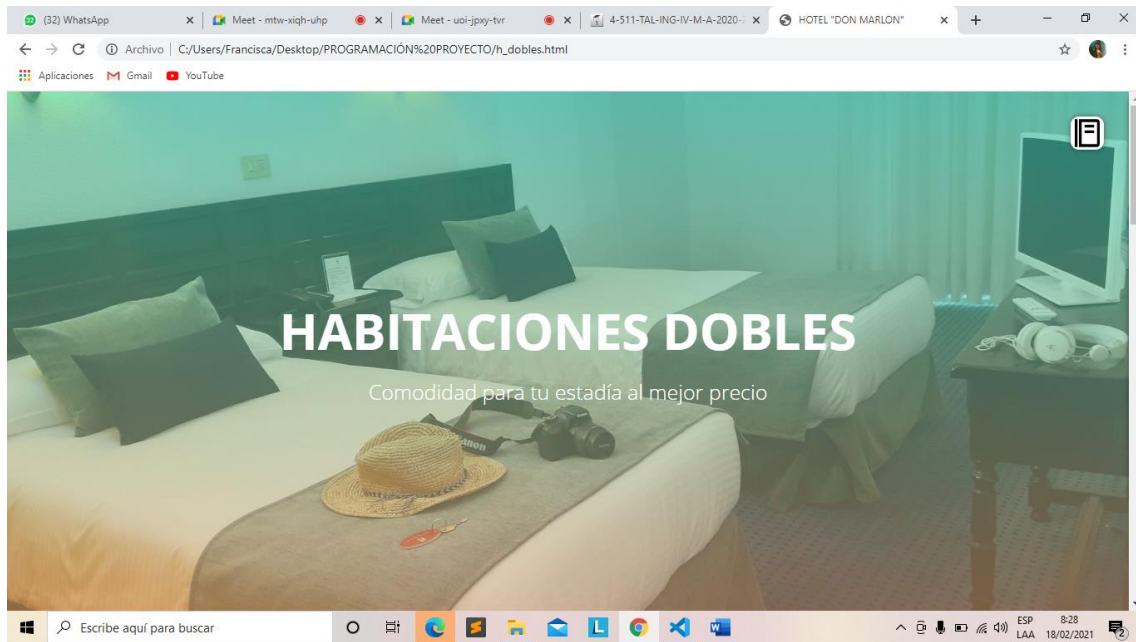 (32) WhatsApp
Meet - mtw-xiqh-uhp
Meet - uoi-jpxy-tvr
4-511-TAL-ING-IV-M-A-2020-
HOTEL "DON MARLON"
Archivo | C:/Users/Francisca/Desktop/PROGRAMACIÓN%20PROYECTO/h_dobles.html
Aplicaciones
Gmail
YouTube
HABITACIONES DOBLES
Comodidad para tu estadía al mejor precio
Canon
Escribe aquí para buscar
ESP
LAA
8:28
18/02/2021
2